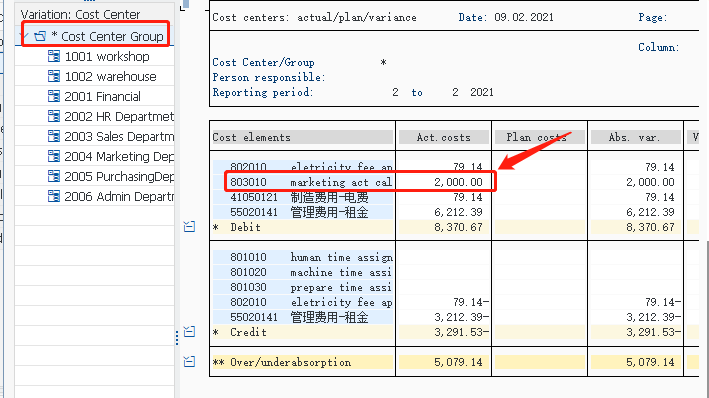 Variation: Cost Center
* Cost Center Group
1001 workshop
1002 warehouse
2001 Financial
2002 HR Departmet
2003 Sales Departm
2004 Marketing Dep
2005 PurchasingDep
2006 Admin Depart
Cost centers: actual/plan/variance Date: 09.02.2021 Page:
Column:
Cost Center/Group *
Person responsible:
Reporting period: 2 to 2 2021
Cost elements Act.costs Plan costs Abs. var. V
802010 eletricity fee ap 79.14 79.14
803010 marketing act cal 2,000.00 2,000.00
41050121 制造费用-电费 79.14 79.14
55020141 管理费用-租金 6,212.39 6,212.39
* Debit 8,370.67 8,370.67
801010 human time assign
801020 machine time assi
801030 prepare time assi
802010 eletricity fee ap 79.14- 79.14-
55020141 管理费用-租金 3,212.39- 3,212.39-
* Credit 3,291.53- 3,291.53-
** Over/underabsorption 5,079.14 5,079.14